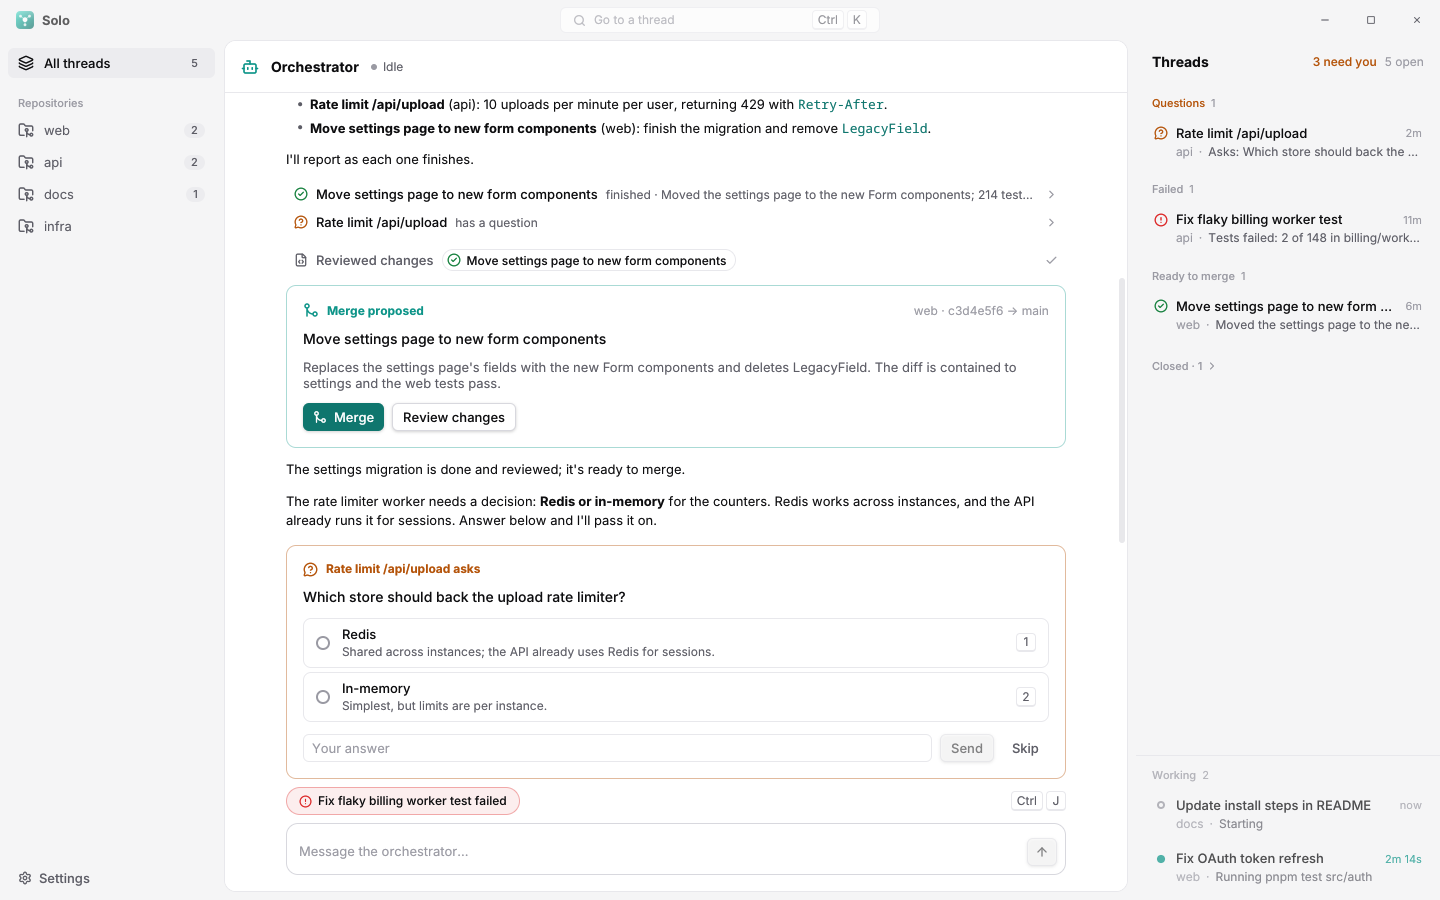 Solo
Go to a thread
Ctrl K
All threads 5
Repositories
web 2
api 2
docs 1
infra
Settings
Orchestrator
Idle
Rate limit /api/upload (api): 10 uploads per minute per user, returning 429 with Retry-After.
Move settings page to new form components (web): finish the migration and remove LegacyField.
I'll report as each one finishes.
Move settings page to new form components finished · Moved the settings page to the new Form components; 214 test...
Rate limit /api/upload has a question
Reviewed changes Move settings page to new form components
Merge proposed
web · c3d4e5f6 → main
Move settings page to new form components
Replaces the settings page's fields with the new Form components and deletes LegacyField. The diff is contained to
settings and the web tests pass.
Merge
Review changes
The settings migration is done and reviewed; it's ready to merge.
The rate limiter worker needs a decision: Redis or in-memory for the counters. Redis works across instances, and the API
already runs it for sessions. Answer below and I'll pass it on.
Rate limit /api/upload asks
Which store should back the upload rate limiter?
Redis
Shared across instances; the API already uses Redis for sessions.
1
In-memory
Simplest, but limits are per instance.
2
Your answer
Send
Skip
Fix flaky billing worker test failed
Ctrl J
Message the orchestrator...
Threads
3 need you 5 open
Questions 1
Rate limit /api/upload 2m
api · Asks: Which store should back the ...
Failed 1
Fix flaky billing worker test 11m
api · Tests failed: 2 of 148 in billing/work...
Ready to merge 1
Move settings page to new form ... 6m
web · Moved the settings page to the ne...
Closed · 1
Working 2
Update install steps in README now
docs · Starting
Fix OAuth token refresh 2m 14s
web · Running pnpm test src/auth